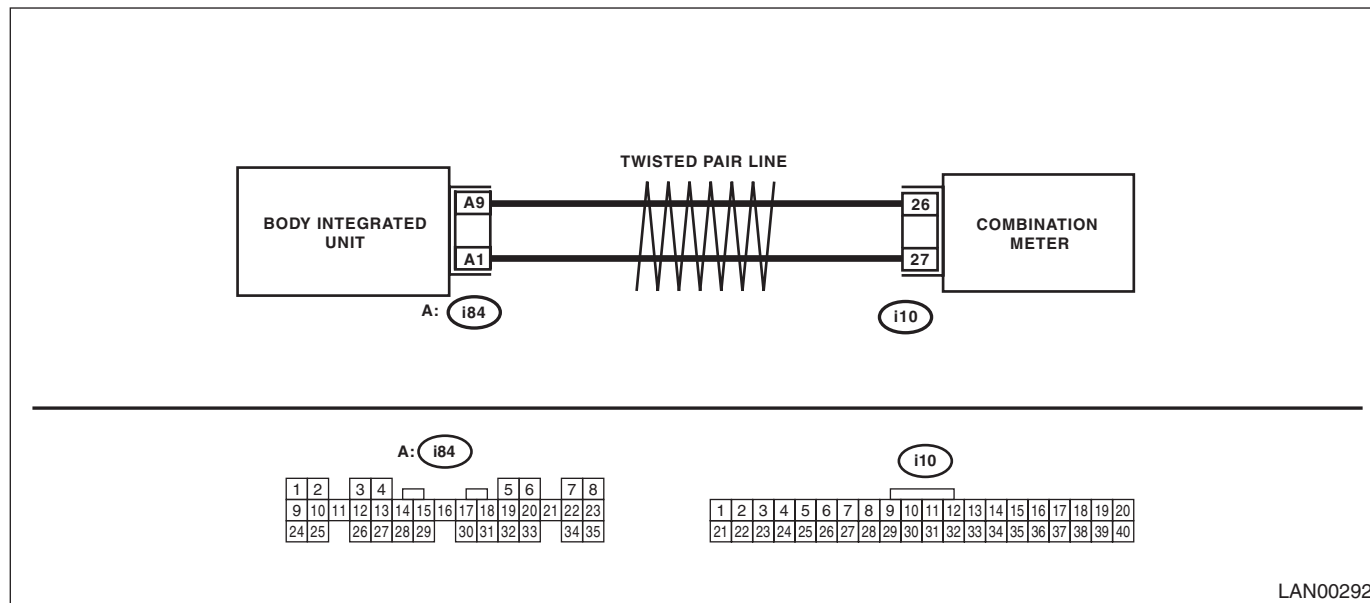 TWISTED PAIR LINE
BODY INTEGRATED
UNIT
A9
A1
26
27
COMBINATION
METER
A: i84
i10
A: i84
1 2 3 4 5 6 7 8
9 10 11 12 13 14 15 16 17 18 19 20 21 22 23
24 25 26 27 28 29 30 31 32 33 34 35
i10
1 2 3 4 5 6 7 8 9 10 11 12 13 14 15 16 17 18 19 20
21 22 23 24 25 26 27 28 29 30 31 32 33 34 35 36 37 38 39 40
LAN00292